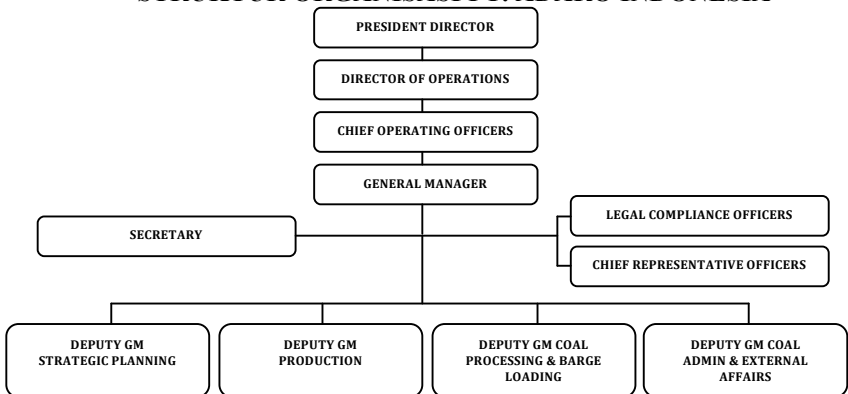 PRESIDENT DIRECTOR
DIRECTOR OF OPERATIONS
CHIEF OPERATING OFFICERS
GENERAL MANAGER
SECRETARY
LEGAL COMPLIANCE OFFICERS
CHIEF REPRESENTATIVE OFFICERS
DEPUTY GM
STRATEGIC PLANNING
DEPUTY GM
PRODUCTION
DEPUTY GM COAL
PROCESSING & BARGE
LOADING
DEPUTY GM COAL
ADMIN & EXTERNAL
AFFAIRS